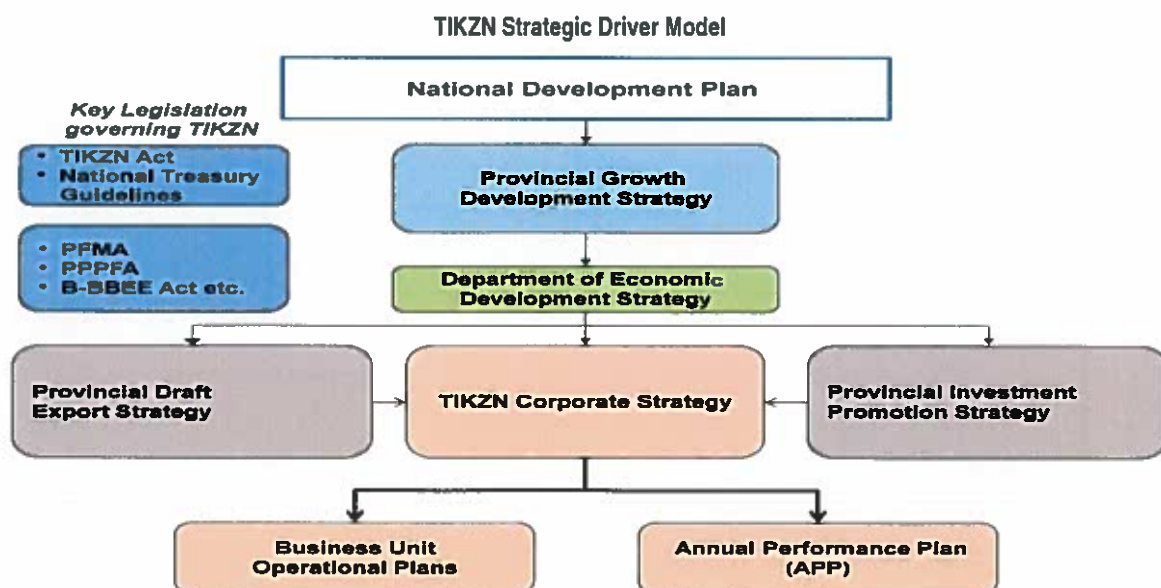 TIKZN Strategic Driver Model
National Development Plan
Key Legislation
governing TIKZN
• TIKZN Act
• National Treasury
Guidelines
• PFMA
• PPPFA
• B-BBEE Act etc.
Provincial Growth
Development Strategy
Department of Economic
Development Strategy
Provincial Draft
Export Strategy
TIKZN Corporate Strategy
Provincial Investment
Promotion Strategy
Business Unit
Operational Plans
Annual Performance Plan
(APP)